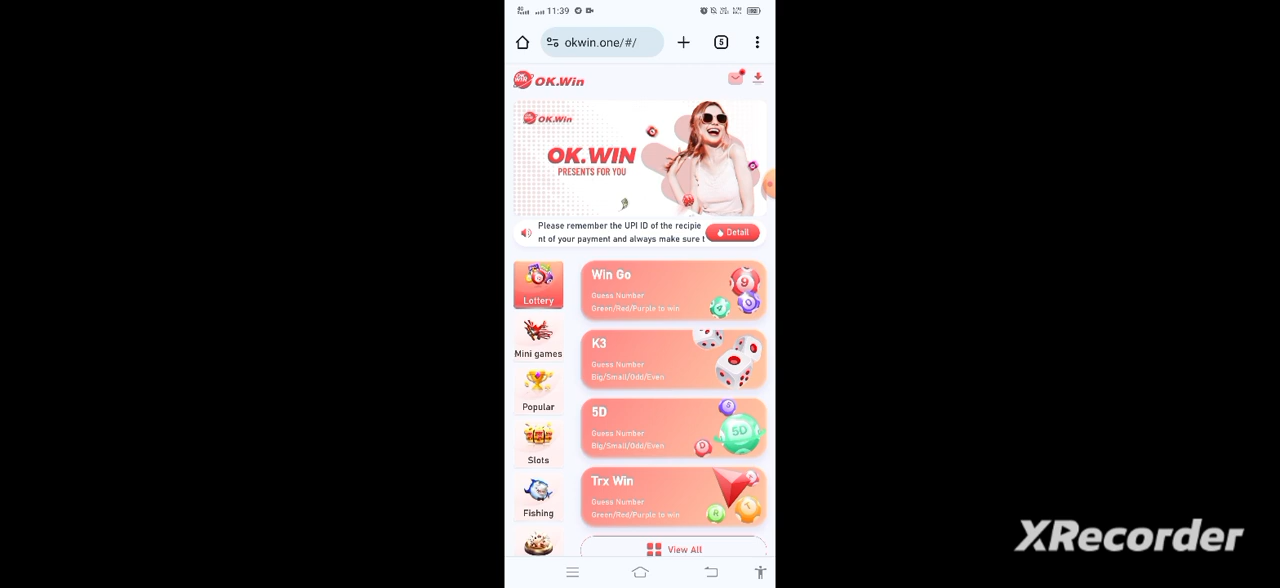 11:39
okwin.one/#/
5
OK.Win
OK.Win
OK.WIN
PRESENTS FOR YOU
Please remember the UPI ID of the recipie
nt of your payment and always make sure t
Detail
Lottery
Mini games
Popular
Slots
Fishing
Win Go
Guess Number
Green/Red/Purple to win
K3
Guess Number
Big/Small/Odd/Even
5D
Guess Number
Big/Small/Odd/Even
5D
Trx Win
Guess Number
Green/Red/Purple to win
View All
XRecorder